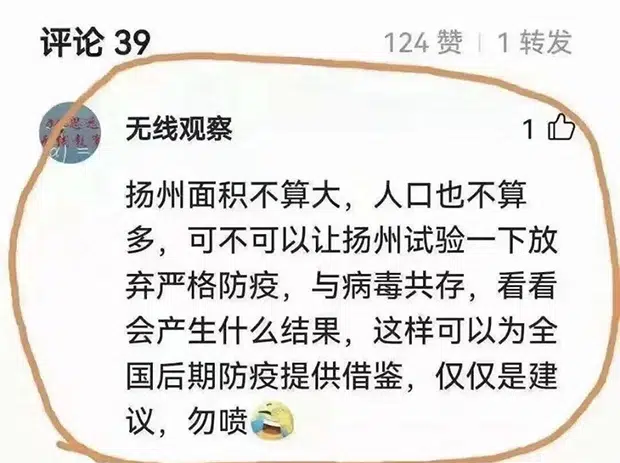 评论 39
124 赞 | 1 转发
无线观察
1
扬州面积不算大，人口也不算
多，可不可以让扬州试验一下放
弃严格防疫，与病毒共存，看看
会产生什么结果，这样可以为全
国后期防疫提供借鉴，仅仅是建
议，勿喷